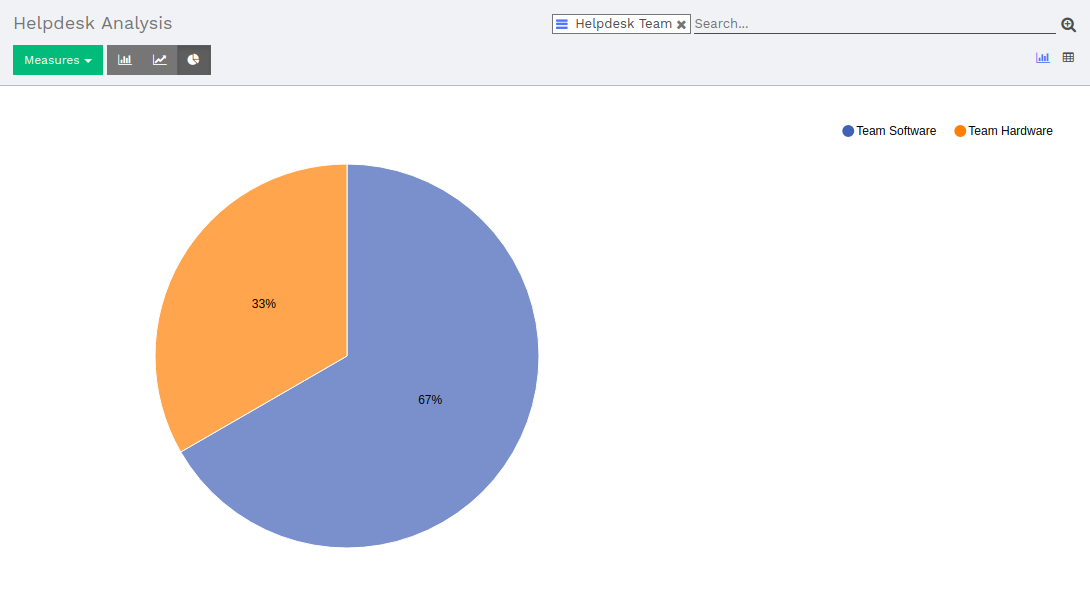 Helpdesk Analysis
Helpdesk Team
Search...
Measures
Team Software
Team Hardware
33%
67%